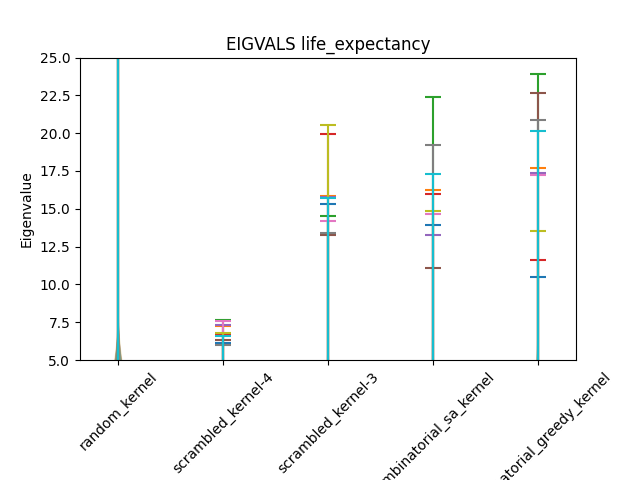 EIGVALS life_expectancy
Eigenvalue
25.0
22.5
20.0
17.5
15.0
12.5
10.0
7.5
5.0
random_kernel
scrambled_kernel-4
scrambled_kernel-3
mbinatorial_sa_kernel
atorial_greedy_kernel